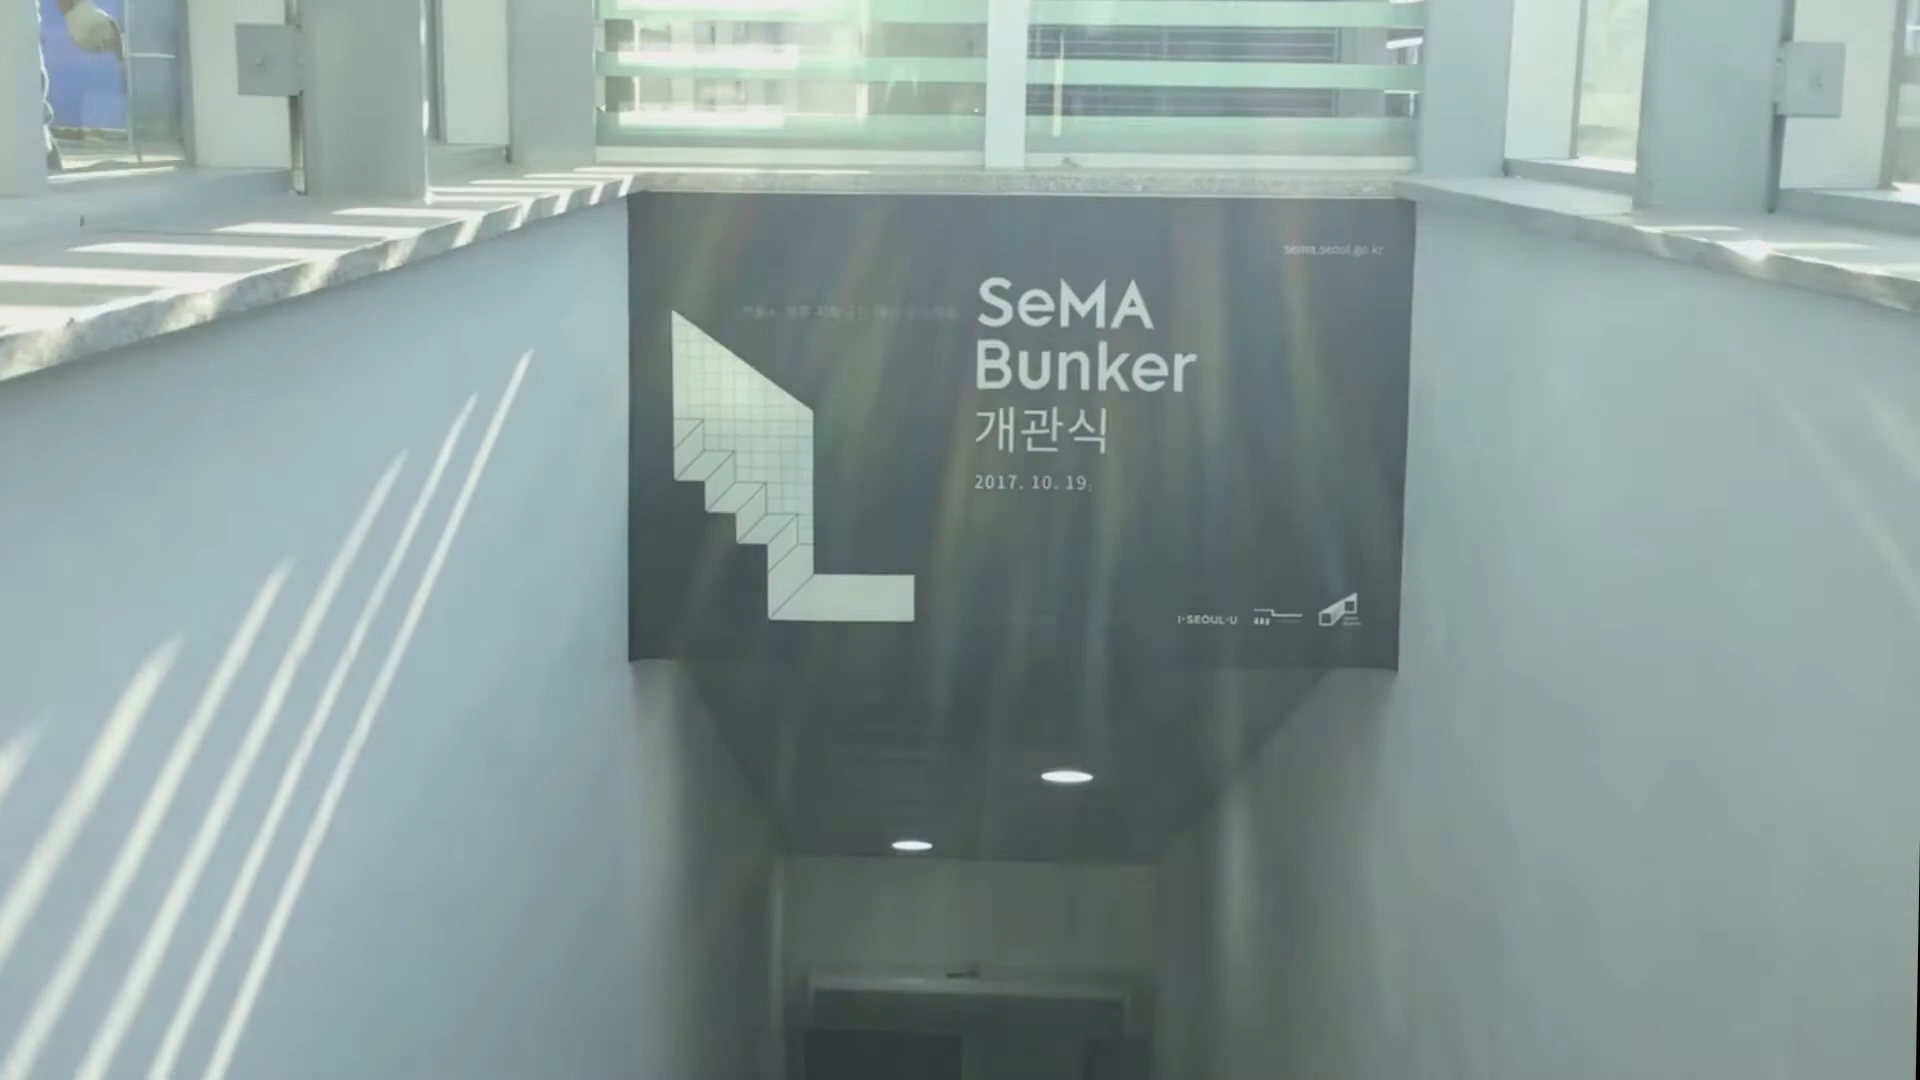 sema.seoul.go.kr
SeMA
Bunker
개관식
2017. 10. 19.
I·SEOUL·U